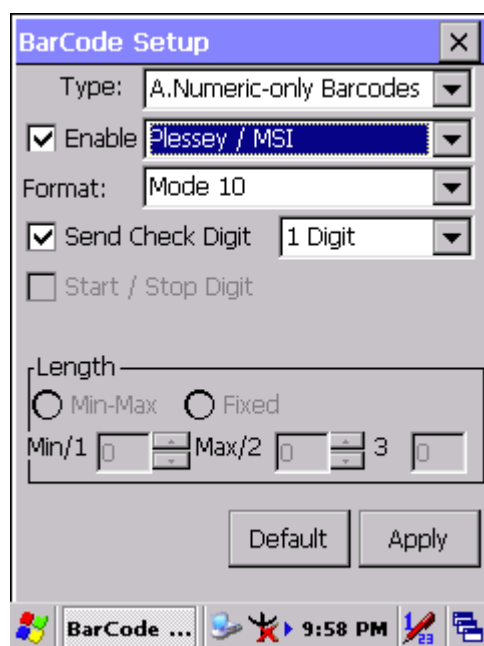 BarCode Setup
Type: A.Numeric-only Barcodes
Enable Plessey / MSI
Format: Mode 10
Send Check Digit 1 Digit
Start / Stop Digit
Length
Min-Max Fixed
Min/1 0 Max/2 0 3 0
Default Apply
BarCode ... 9:58 PM 1 23